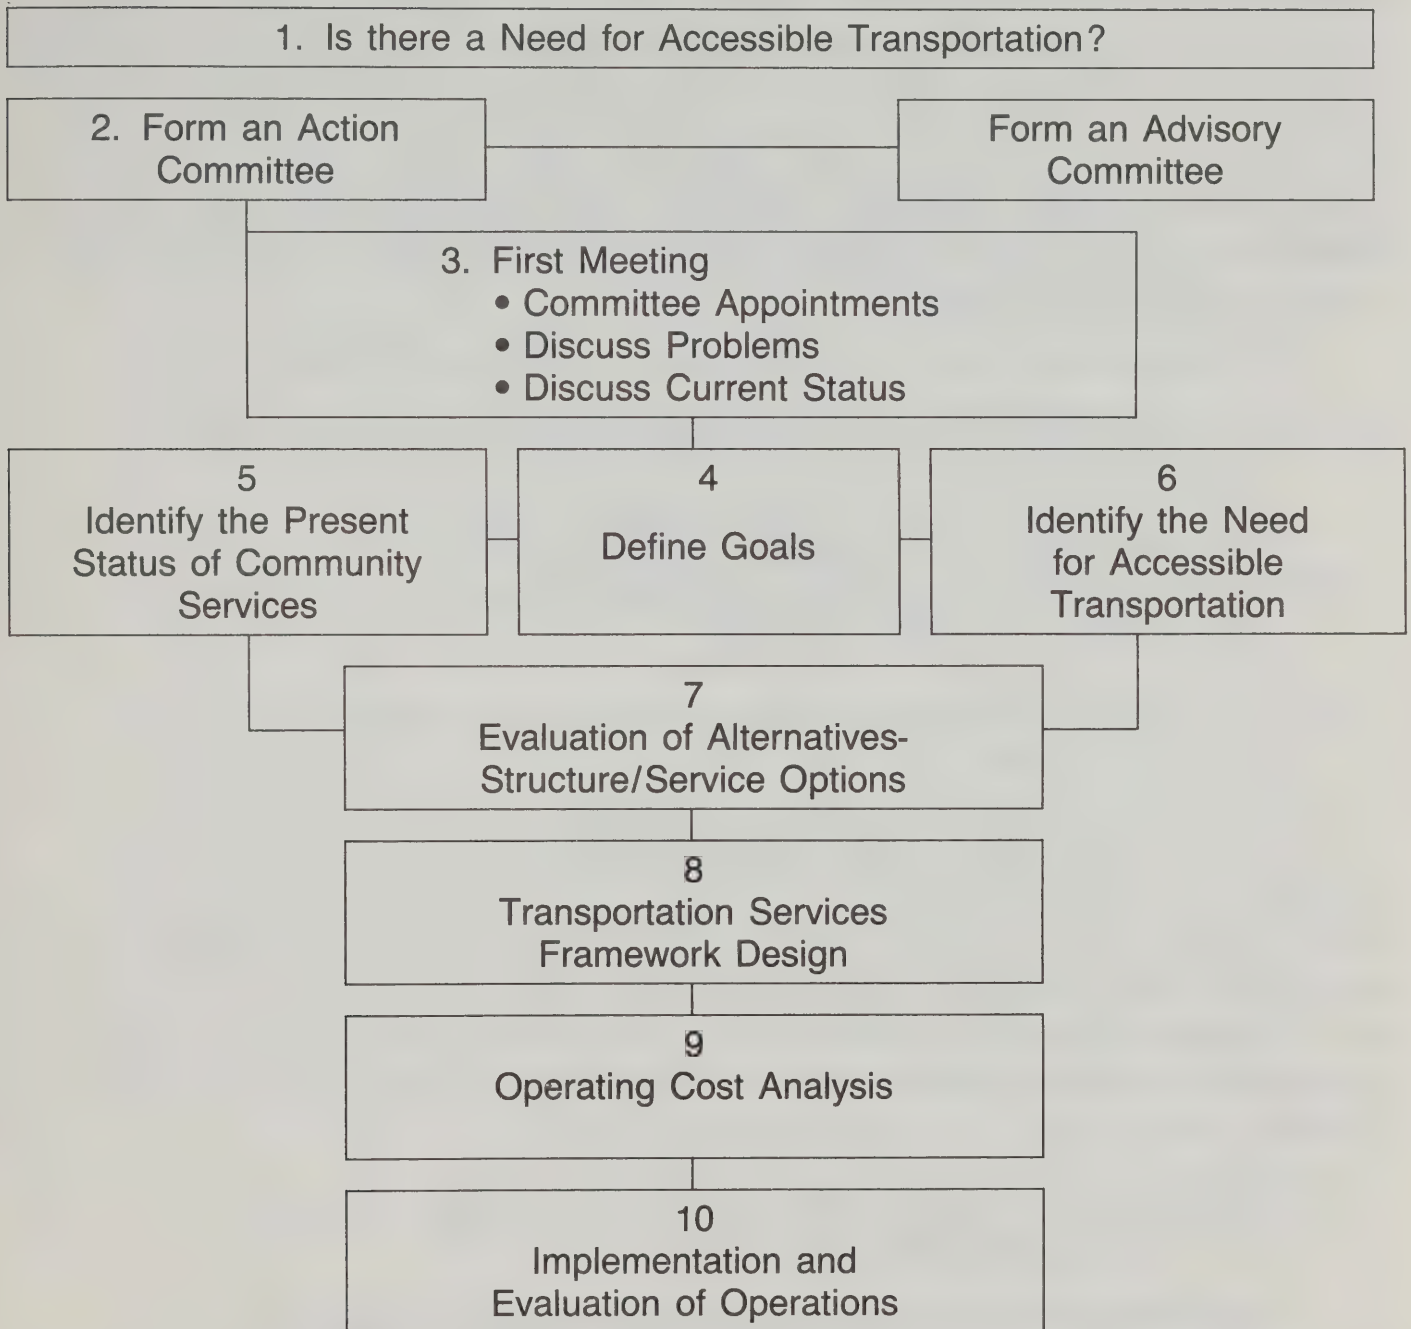 1. Is there a Need for Accessible Transportation?
2. Form an Action
Committee
Form an Advisory
Committee
3. First Meeting
• Committee Appointments
• Discuss Problems
• Discuss Current Status
5
Identify the Present
Status of Community
Services
4
Define Goals
6
Identify the Need
for Accessible
Transportation
7
Evaluation of Alternatives-
Structure/Service Options
8
Transportation Services
Framework Design
9
Operating Cost Analysis
10
Implementation and
Evaluation of Operations